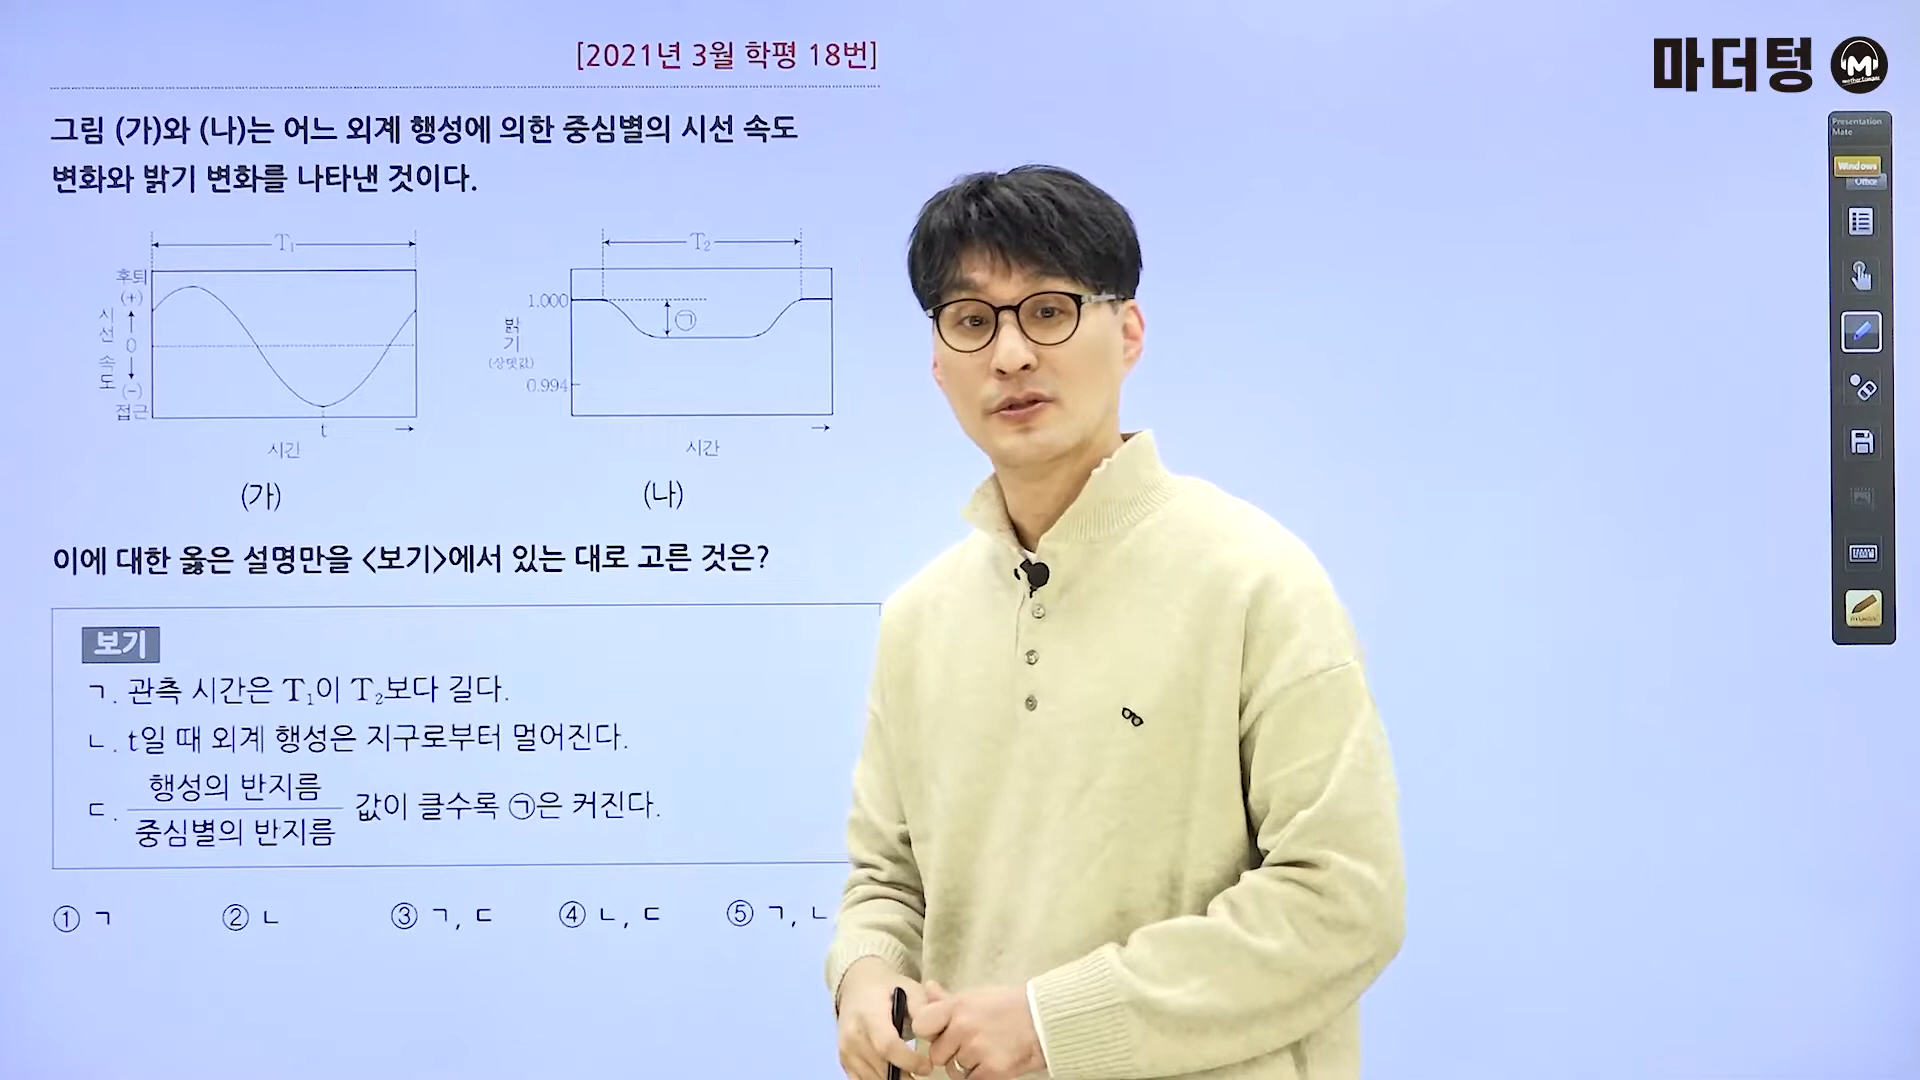 [2021년 3월 학평 18번]
마더텅
그림 (가)와 (나)는 어느 외계 행성에 의한 중심별의 시선 속도
변화와 밝기 변화를 나타낸 것이다.
T₁
후퇴
(+)
시선 속도
0
(-)
접근
t
시간
(가)
T₂
1.000
㉠
밝기
(상댓값)
0.994
시간
(나)
이에 대한 옳은 설명만을 <보기>에서 있는 대로 고른 것은?
보기
ㄱ. 관측 시간은 T₁이 T₂보다 길다.
ㄴ. t일 때 외계 행성은 지구로부터 멀어진다.
ㄷ. 행성의 반지름
중심별의 반지름
값이 클수록 ㉠은 커진다.
① ㄱ ② ㄴ ③ ㄱ, ㄷ ④ ㄴ, ㄷ ⑤ ㄱ, ㄴ
Presentation
Mate
Windows
Office